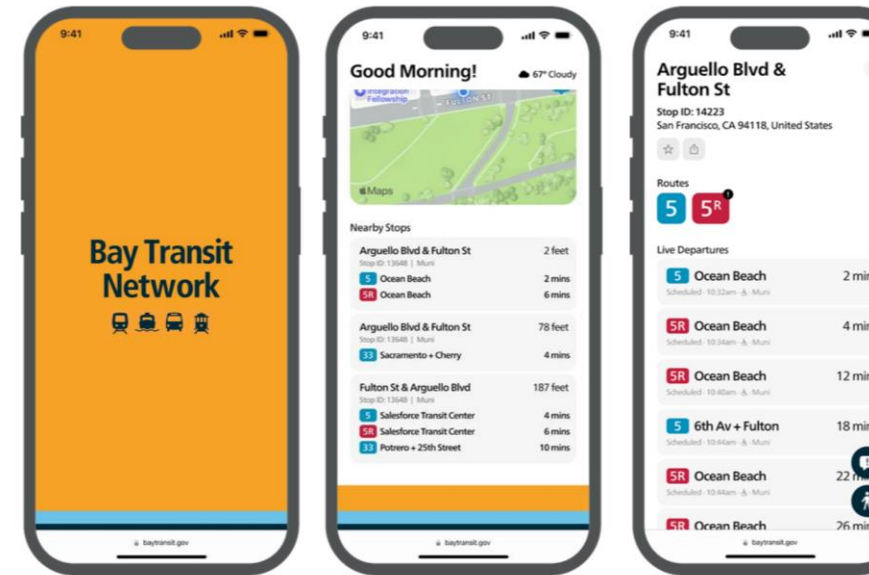 9:41
Bay Transit
Network
baytransit.gov
9:41
Good Morning!
67° Cloudy
Integration
Fellowship
FULTON ST
Maps
Nearby Stops
Arguello Blvd & Fulton St 2 feet
Stop ID: 13648 | Muni
5 Ocean Beach 2 mins
5R Ocean Beach 6 mins
Arguello Blvd & Fulton St 78 feet
Stop ID: 13648 | Muni
33 Sacramento + Cherry 4 mins
Fulton St & Arguello Blvd 187 feet
Stop ID: 13648 | Muni
5 Salesforce Transit Center 4 mins
5R Salesforce Transit Center 6 mins
33 Potrero + 25th Street 10 mins
baytransit.gov
9:41
Arguello Blvd &
Fulton St
Stop ID: 14223
San Francisco, CA 94118, United States
Routes
5 5R
Live Departures
5 Ocean Beach 2 min
Scheduled · 10:32am · Muni
5R Ocean Beach 4 min
Scheduled · 10:34am · Muni
5R Ocean Beach 12 min
Scheduled · 10:40am · Muni
5 6th Av + Fulton 18 min
Scheduled · 10:44am · Muni
5R Ocean Beach 22
Scheduled · 10:44am · Muni
5R Ocean Beach 26 min
baytransit.gov